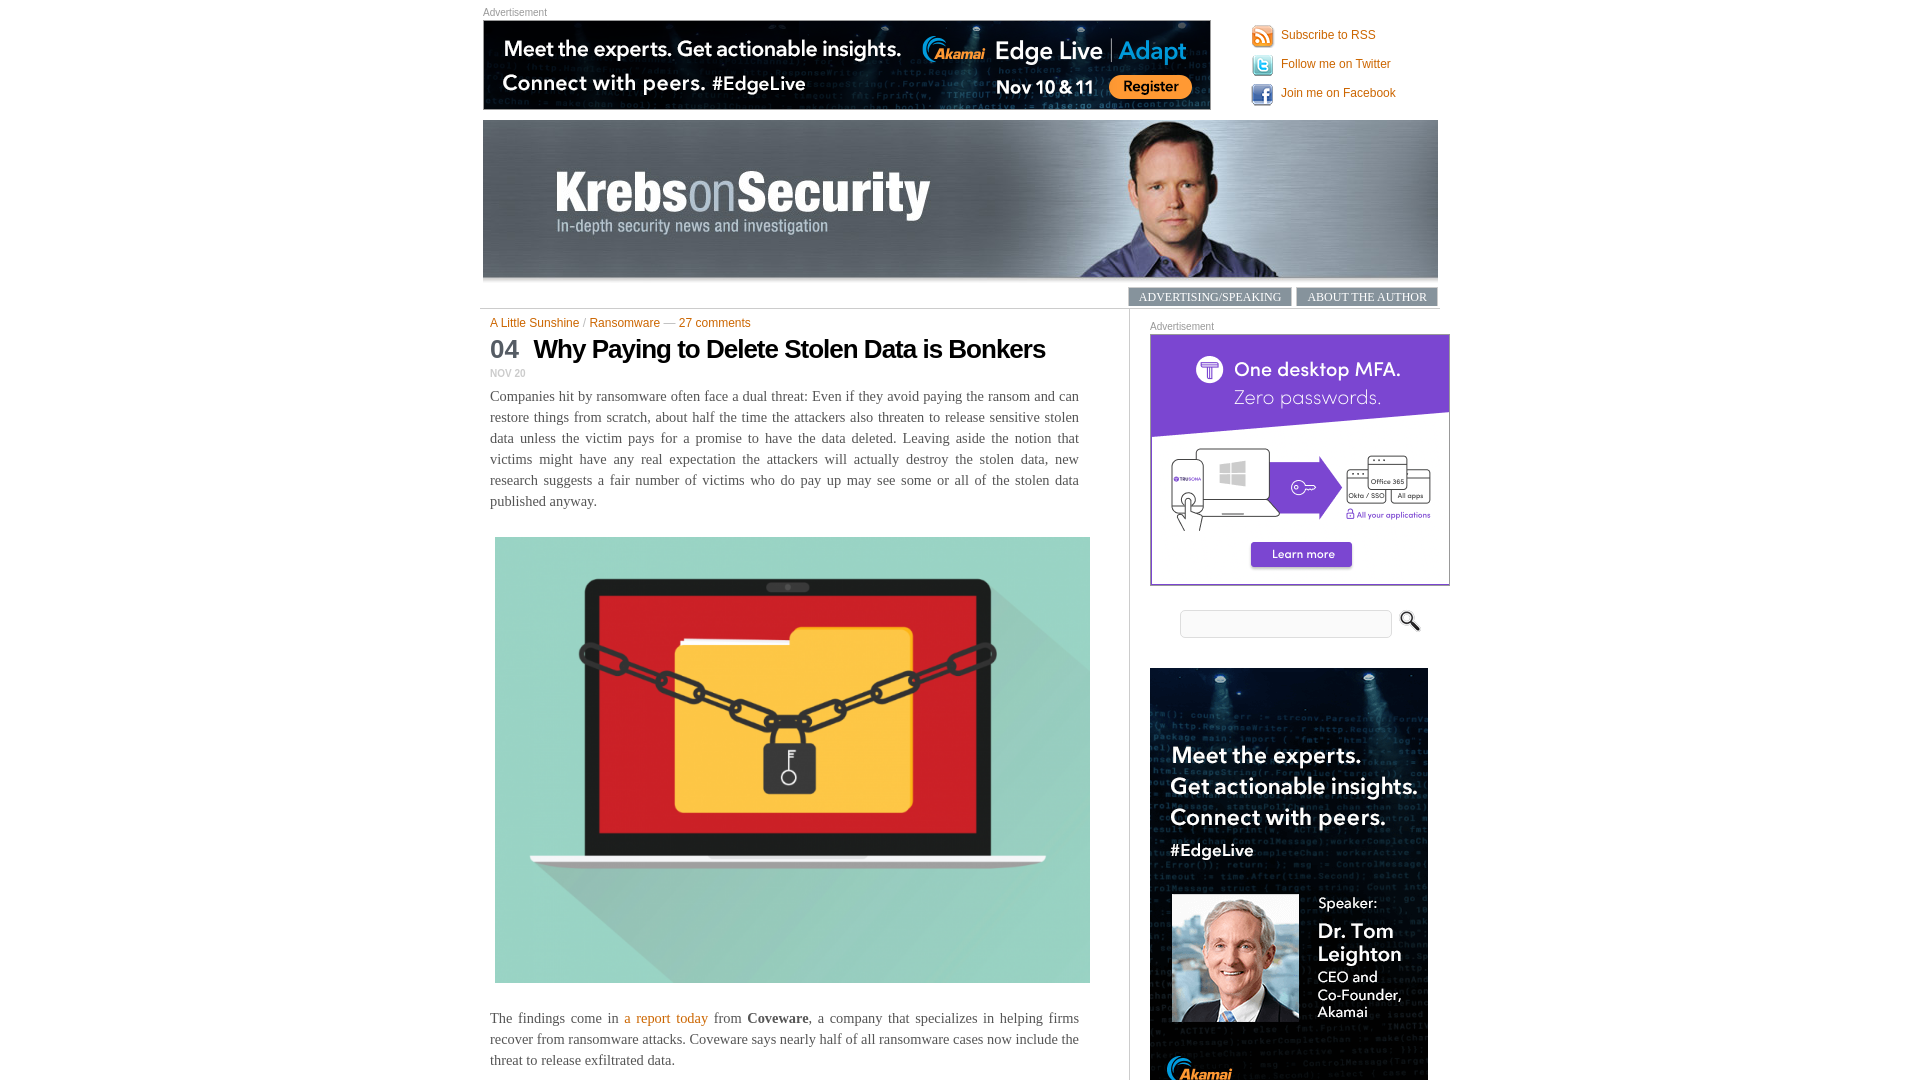 Advertisement
Meet the experts. Get actionable insights.
Connect with peers. #EdgeLive
Akamai Edge Live | Adapt
Nov 10 & 11 Register
Subscribe to RSS
Follow me on Twitter
Join me on Facebook
KrebsonSecurity
In-depth security news and investigation
ADVERTISING/SPEAKING ABOUT THE AUTHOR
A Little Sunshine / Ransomware — 27 comments
04 Why Paying to Delete Stolen Data is Bonkers
NOV 20
Companies hit by ransomware often face a dual threat: Even if they avoid paying the ransom and can
restore things from scratch, about half the time the attackers also threaten to release sensitive stolen
data unless the victim pays for a promise to have the data deleted. Leaving aside the notion that
victims might have any real expectation the attackers will actually destroy the stolen data, new
research suggests a fair number of victims who do pay up may see some or all of the stolen data
published anyway.
The findings come in a report today from Coveware, a company that specializes in helping firms
recover from ransomware attacks. Coveware says nearly half of all ransomware cases now include the
threat to release exfiltrated data.
Advertisement
One desktop MFA.
Zero passwords.
TRUSONA
Office 365
Okta / SSO All apps
All your applications
Learn more
Meet the experts.
Get actionable insights.
Connect with peers.
#EdgeLive
Speaker:
Dr. Tom
Leighton
CEO and
Co-Founder,
Akamai
Akamai